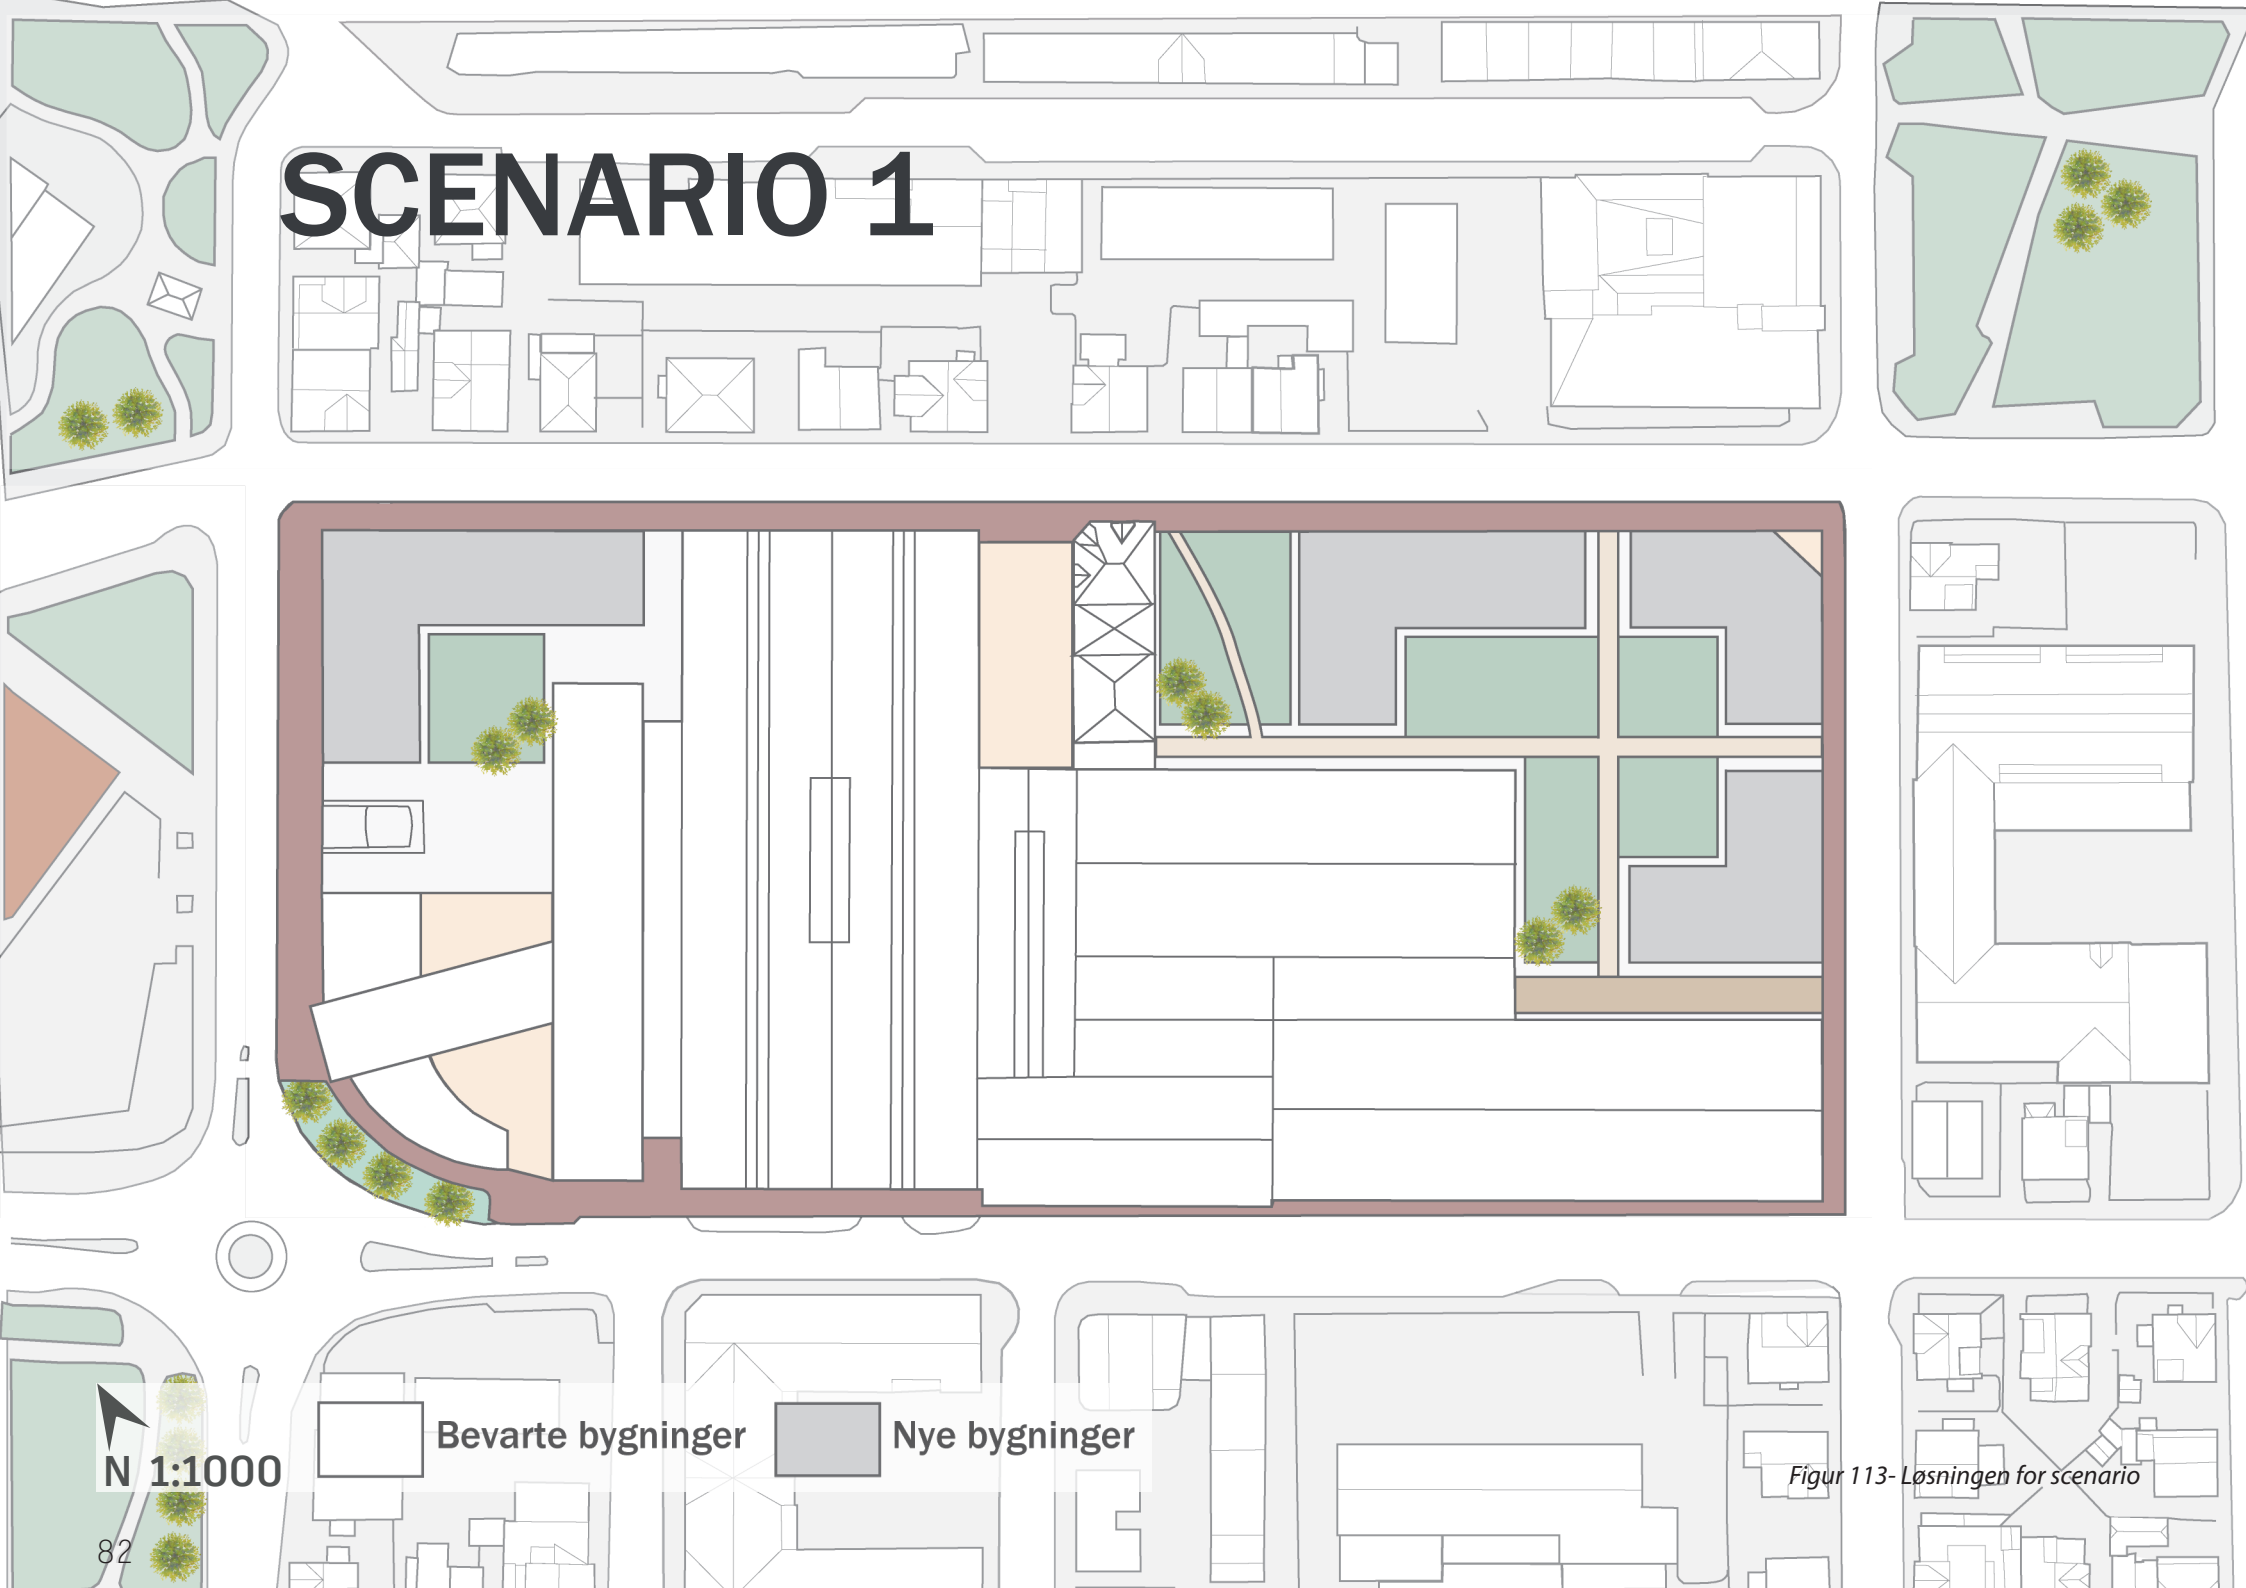 SCENARIO 1
Bevarte bygninger
Nye bygninger
N 1:1000
Figur 113- Løsningen for scenario
82